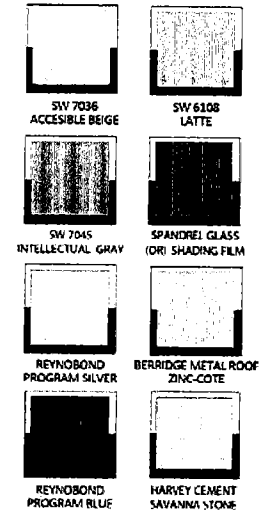 SW 7036
ACCESIBLE BEIGE
SW 6108
LATTE
SW 7045
INTELLECTUAL GRAY
SPANDREL GLASS
(OR) SHADING FILM
REYNOBOND
PROGRAM SILVER
BERRIDGE METAL ROOF
ZINC-COTE
REYNOBOND
PROGRAM BLUE
HARVEY CEMENT
SAVANNA STONE